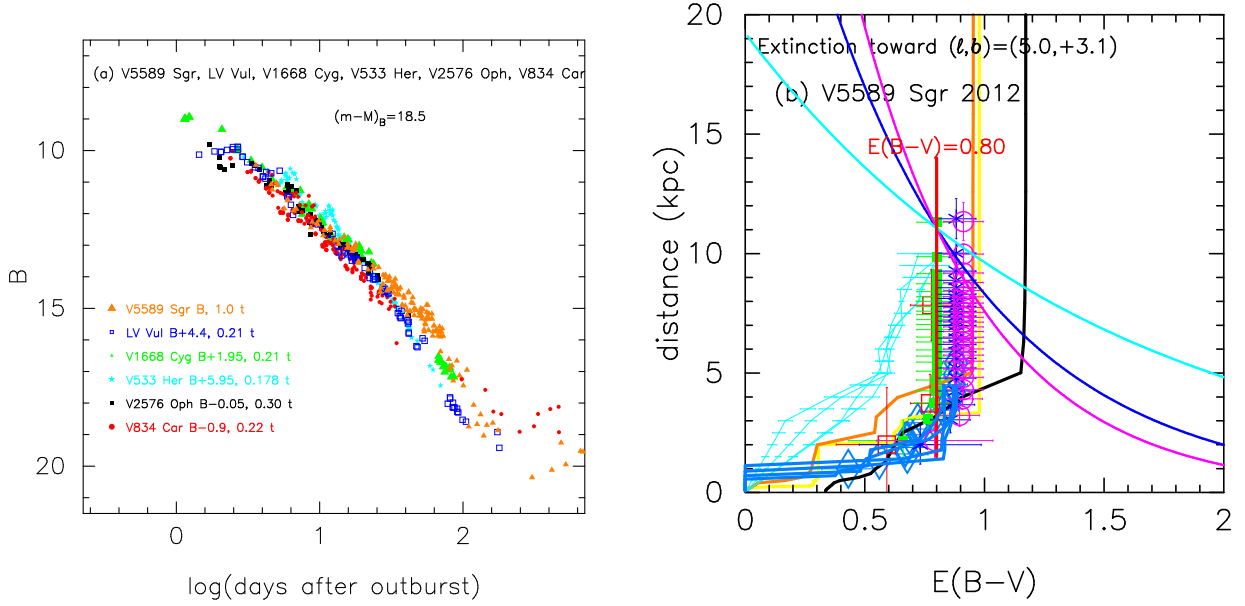 (a) V5589 Sgr, LV Vul, V1668 Cyg, V533 Her, V2576 Oph, V834 Car
(m-M)B=18.5
10
15
20
B
V5589 Sgr B, 1.0 t
LV Vul B+4.4, 0.21 t
V1668 Cyg B+1.95, 0.21 t
V533 Her B+5.95, 0.178 t
V2576 Oph B-0.05, 0.30 t
V834 Car B-0.9, 0.22 t
0 1 2
log(days after outburst)
Extinction toward (ℓ,b)=(5.0,+3.1)
(b) V5589 Sgr 2012
E(B-V)=0.80
20
15
10
5
0
distance (kpc)
0 0.5 1 1.5 2
E(B-V)